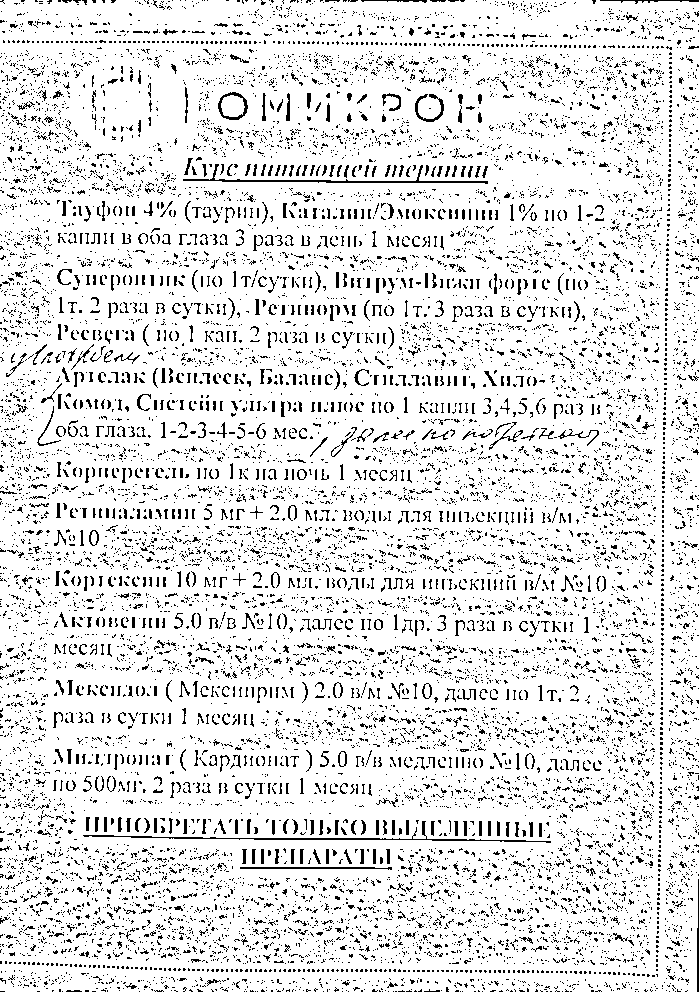 ОМИКРОН
Курс питающей терапии
Тауфон 4% (таурин), Каталин/Эмоксипин 1% по 1-2
капли в оба глаза 3 раза в день 1 месяц
Супероптик (по 1т/сутки), Витрум-Вижн форте (по
1т. 2 раза в сутки), Ретинорм (по 1т. 3 раза в сутки),
Ресвега ( по 1 кап. 2 раза в сутки)
Артелак (Всплеск, Баланс), Стиллавит, Хило-
Комод, Систейн ультра плюс по 1 капли 3,4,5,6 раз в
оба глаза, 1-2-3-4-5-6 мес., далее по
Корнерегель по 1к на ночь 1 месяц
Ретиналамин 5 мг + 2.0 мл. воды для инъекций в/м,
№10
Кортексин 10 мг + 2.0 мл. воды для инъекций в/м №10
Актовегин 5.0 в/в №10, далее по 1др. 3 раза в сутки 1
месяц
Мексидол ( Мексиприм ) 2.0 в/м №10, далее по 1т. 2
раза в сутки 1 месяц
Милдронат ( Кардионат ) 5.0 в/в медленно №10, далее
по 500мг. 2 раза в сутки 1 месяц
ПРИОБРЕТАТЬ ТОЛЬКО ВЫДЕЛЕННЫЕ
ПРЕПАРАТЫ